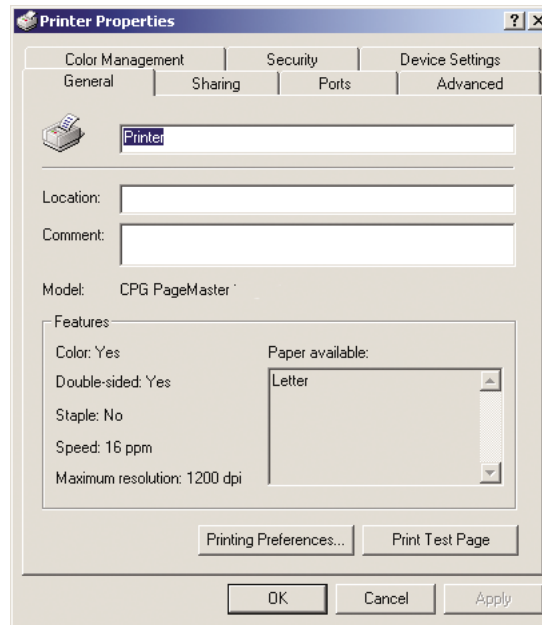 Printer Properties
? X
Color Management Security Device Settings
General Sharing Ports Advanced
Printer
Location:
Comment:
Model: CPG PageMaster
Features
Color: Yes Paper available:
Double-sided: Yes Letter
Staple: No
Speed: 16 ppm
Maximum resolution: 1200 dpi
Printing Preferences... Print Test Page
OK Cancel Apply